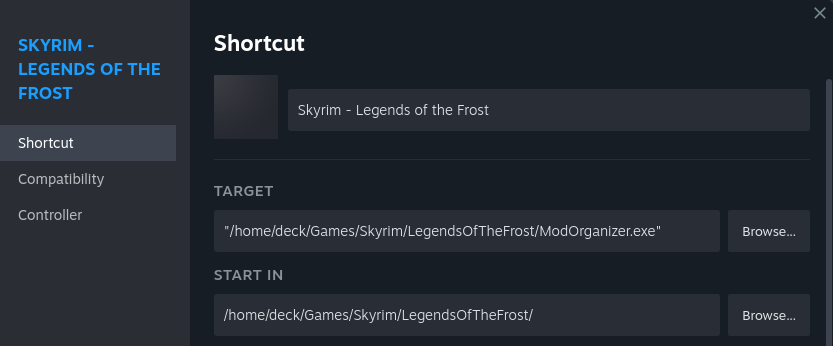 SKYRIM -
LEGENDS OF THE
FROST
Shortcut
Compatibility
Controller
Shortcut
Skyrim - Legends of the Frost
TARGET
"/home/deck/Games/Skyrim/LegendsOfTheFrost/ModOrganizer.exe"
Browse...
START IN
/home/deck/Games/Skyrim/LegendsOfTheFrost/
Browse...